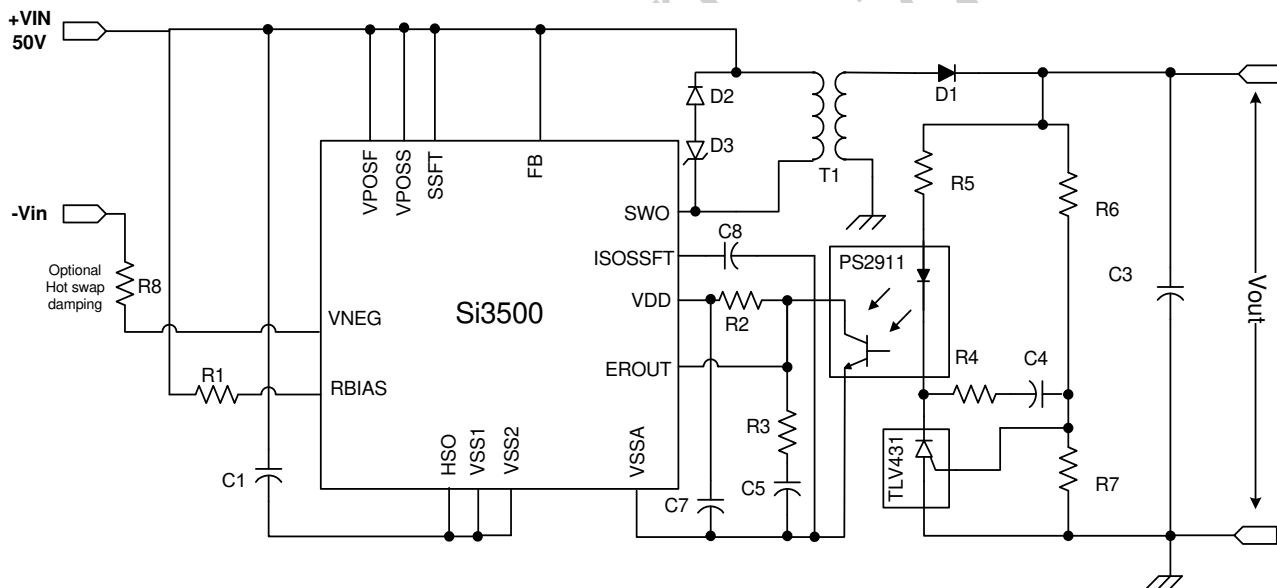 +VIN
50V
-Vin
Optional
Hot swap
damping
R8
R1
C1
VPOSF
VPOSS
SSFT
FB
Si3500
SWO
ISOSSFT
VDD
EROUT
VNEG
RBIAS
HSO
VSS1
VSS2
VSSA
D2
D3
T1
D1
C8
R2
R3
C5
C7
PS2911
R5
R6
R4
C4
TLV431
R7
C3
Vout